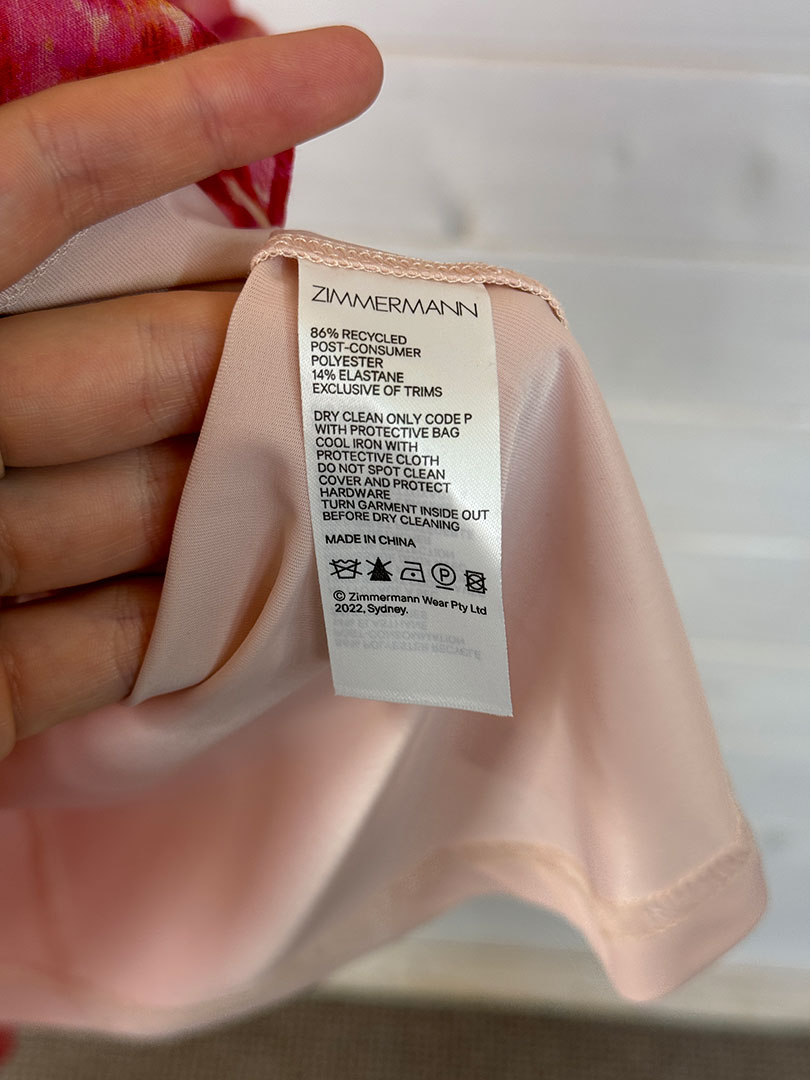 ZIMMERMANN
86% RECYCLED
POST-CONSUMER
POLYESTER
14% ELASTANE
EXCLUSIVE OF TRIMS
DRY CLEAN ONLY CODE P
WITH PROTECTIVE BAG
COOL IRON WITH
PROTECTIVE CLOTH
DO NOT SPOT CLEAN
COVER AND PROTECT
HARDWARE
TURN GARMENT INSIDE OUT
BEFORE DRY CLEANING
MADE IN CHINA
P
© Zimmermann Wear Pty Ltd
2022, Sydney.